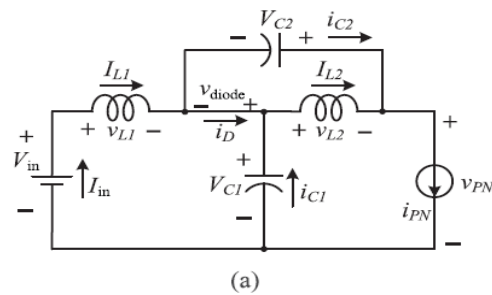 V_C2 i_C2
- +
I_L1 v_diode I_L2
- +
+ v_L1 - i_D + v_L2 -
+ + +
V_in I_in V_C1 i_C1 i_PN v_PN
- - -
(a)